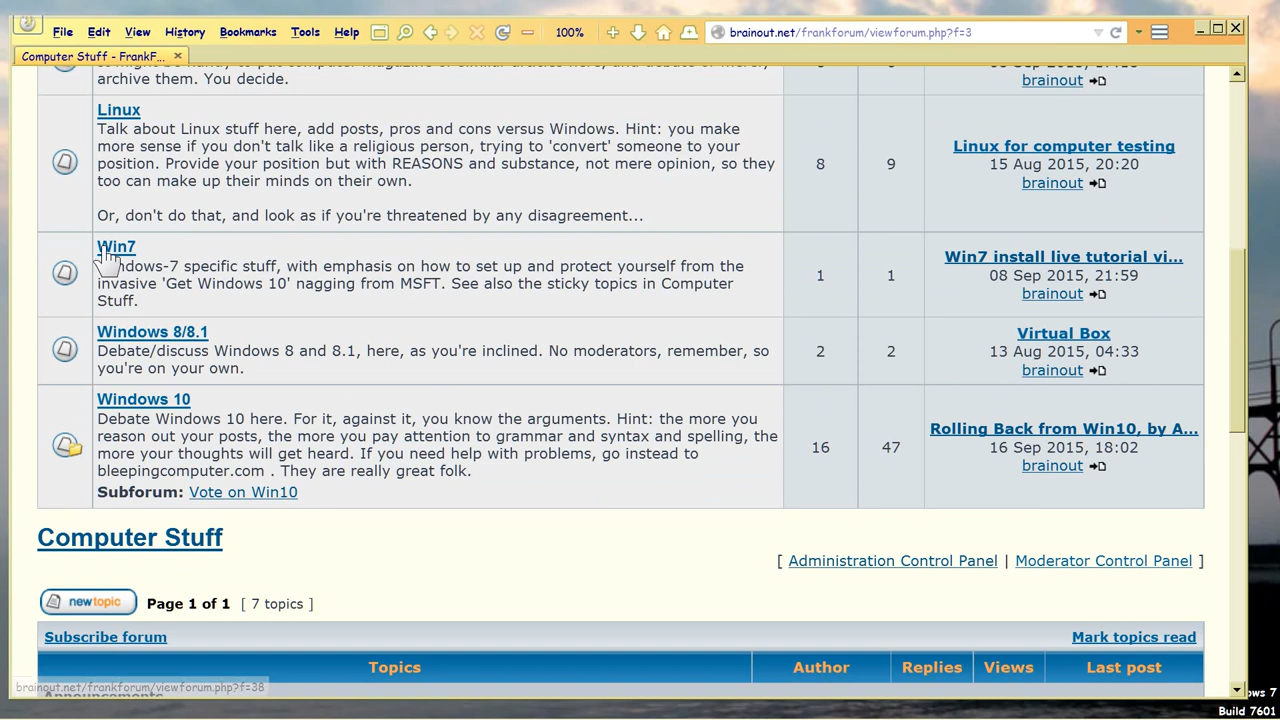 File Edit View History Bookmarks Tools Help 100% brainout.net/frankforum/viewforum.php?f=3
Computer Stuff - FrankF... ×
archive them. You decide.
brainout
Linux
Talk about Linux stuff here, add posts, pros and cons versus Windows. Hint: you make
more sense if you don't talk like a religious person, trying to 'convert' someone to your
position. Provide your position but with REASONS and substance, not mere opinion, so they
too can make up their minds on their own.
Or, don't do that, and look as if you're threatened by any disagreement...
8
9
Linux for computer testing
15 Aug 2015, 20:20
brainout
Win7
ndows-7 specific stuff, with emphasis on how to set up and protect yourself from the
invasive 'Get Windows 10' nagging from MSFT. See also the sticky topics in Computer
Stuff.
1
1
Win7 install live tutorial vi...
08 Sep 2015, 21:59
brainout
Windows 8/8.1
Debate/discuss Windows 8 and 8.1, here, as you're inclined. No moderators, remember, so
you're on your own.
2
2
Virtual Box
13 Aug 2015, 04:33
brainout
Windows 10
Debate Windows 10 here. For it, against it, you know the arguments. Hint: the more you
reason out your posts, the more you pay attention to grammar and syntax and spelling, the
more your thoughts will get heard. If you need help with problems, go instead to
bleepingcomputer.com . They are really great folk.
Subforum: Vote on Win10
16
47
Rolling Back from Win10, by A...
16 Sep 2015, 18:02
brainout
Computer Stuff
[ Administration Control Panel | Moderator Control Panel ]
newtopic Page 1 of 1 [ 7 topics ]
Subscribe forum Mark topics read
Topics Author Replies Views Last post
brainout.net/frankforum/viewforum.php?f=38
ows 7
Build 7601